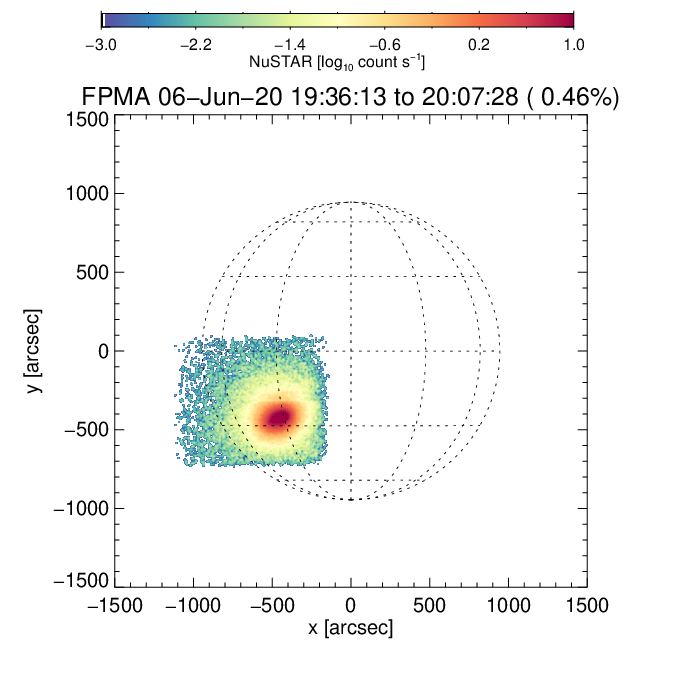 −3.0 −2.2 −1.4 −0.6 0.2 1.0
NuSTAR [log₁₀ count s⁻¹]
FPMA 06−Jun−20 19:36:13 to 20:07:28 ( 0.46%)
1500
1000
500
0
−500
−1000
−1500
y [arcsec]
−1500 −1000 −500 0 500 1000 1500
x [arcsec]